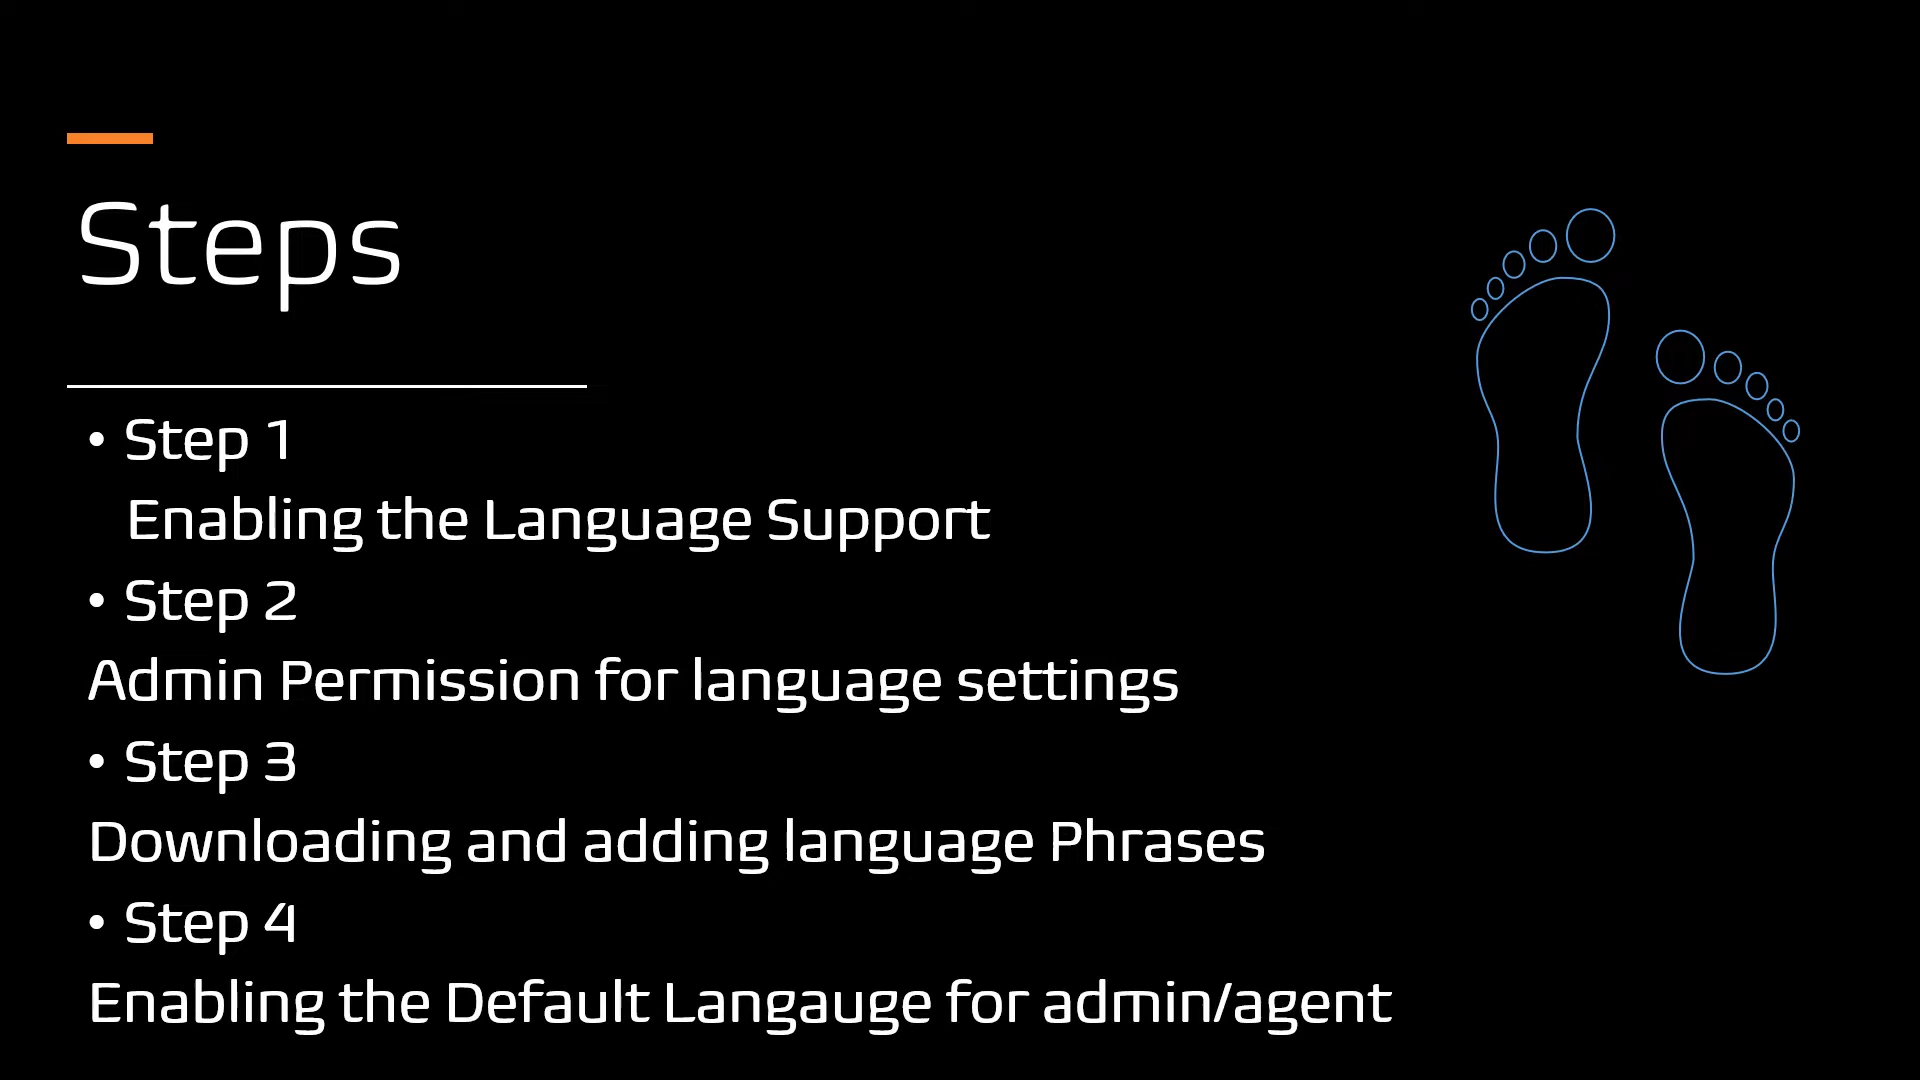 Steps
• Step 1
Enabling the Language Support
• Step 2
Admin Permission for language settings
• Step 3
Downloading and adding language Phrases
• Step 4
Enabling the Default Langauge for admin/agent